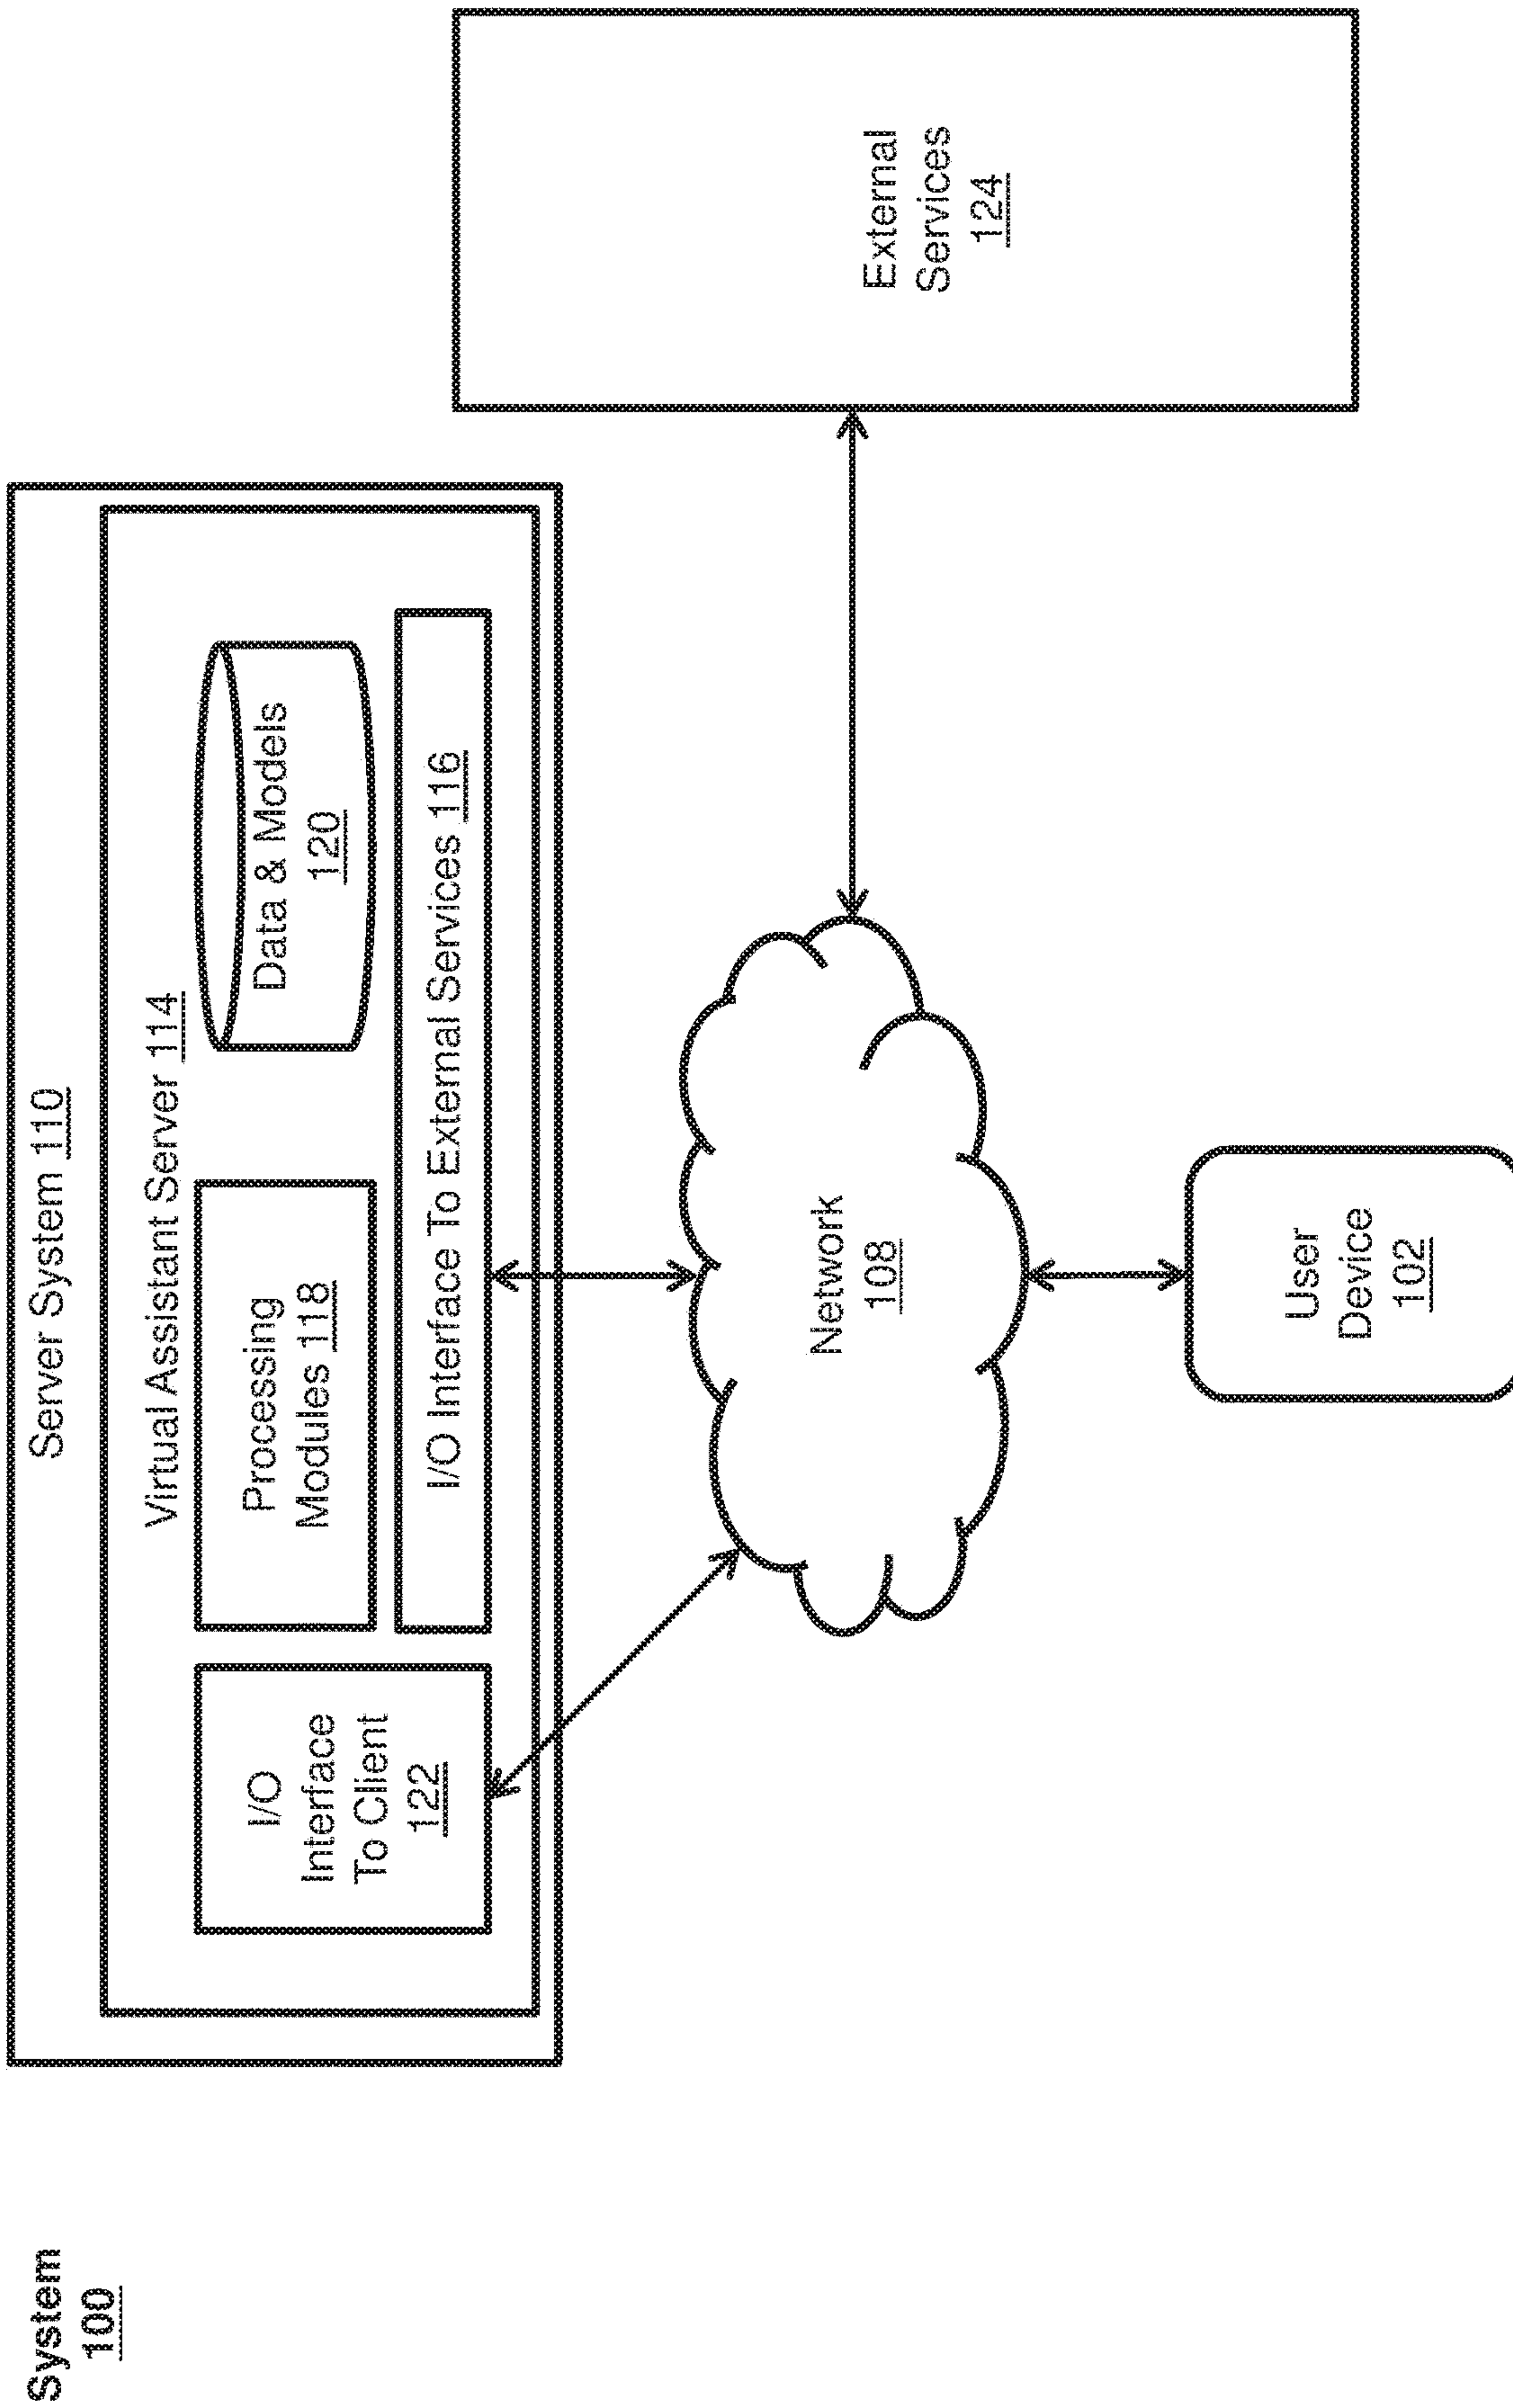 System
100
Server System 110
Virtual Assistant Server 114
I/O
Interface
To Client
122
Processing
Modules 118
Data & Models
120
I/O Interface To External Services 116
Network
108
External
Services
124
User
Device
102